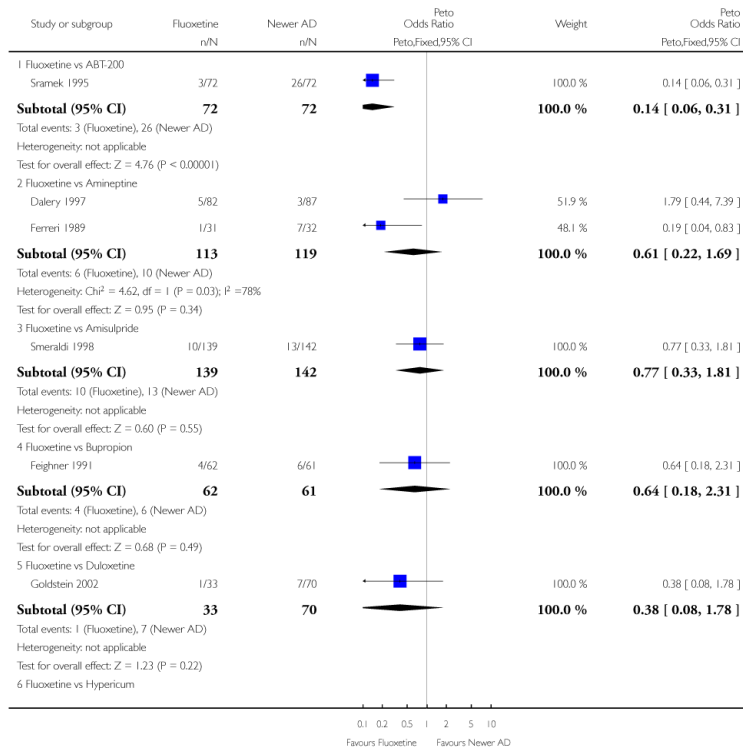 Study or subgroup Fluoxetine Newer AD Peto Odds Ratio Weight Peto Odds Ratio
n/N n/N Peto,Fixed,95% CI Peto,Fixed,95% CI
1 Fluoxetine vs ABT-200
Sramek 1995 3/72 26/72 100.0 % 0.14 [ 0.06, 0.31 ]
Subtotal (95% CI) 72 72 100.0 % 0.14 [ 0.06, 0.31 ]
Total events: 3 (Fluoxetine), 26 (Newer AD)
Heterogeneity: not applicable
Test for overall effect: Z = 4.76 (P < 0.00001)
2 Fluoxetine vs Amineptine
Dalery 1997 5/82 3/87 51.9 % 1.79 [ 0.44, 7.39 ]
Ferreri 1989 1/31 7/32 48.1 % 0.19 [ 0.04, 0.83 ]
Subtotal (95% CI) 113 119 100.0 % 0.61 [ 0.22, 1.69 ]
Total events: 6 (Fluoxetine), 10 (Newer AD)
Heterogeneity: Chi² = 4.62, df = 1 (P = 0.03); I² =78%
Test for overall effect: Z = 0.95 (P = 0.34)
3 Fluoxetine vs Amisulpride
Smeraldi 1998 10/139 13/142 100.0 % 0.77 [ 0.33, 1.81 ]
Subtotal (95% CI) 139 142 100.0 % 0.77 [ 0.33, 1.81 ]
Total events: 10 (Fluoxetine), 13 (Newer AD)
Heterogeneity: not applicable
Test for overall effect: Z = 0.60 (P = 0.55)
4 Fluoxetine vs Bupropion
Feighner 1991 4/62 6/61 100.0 % 0.64 [ 0.18, 2.31 ]
Subtotal (95% CI) 62 61 100.0 % 0.64 [ 0.18, 2.31 ]
Total events: 4 (Fluoxetine), 6 (Newer AD)
Heterogeneity: not applicable
Test for overall effect: Z = 0.68 (P = 0.49)
5 Fluoxetine vs Duloxetine
Goldstein 2002 1/33 7/70 100.0 % 0.38 [ 0.08, 1.78 ]
Subtotal (95% CI) 33 70 100.0 % 0.38 [ 0.08, 1.78 ]
Total events: 1 (Fluoxetine), 7 (Newer AD)
Heterogeneity: not applicable
Test for overall effect: Z = 1.23 (P = 0.22)
6 Fluoxetine vs Hypericum
0.1 0.2 0.5 1 2 5 10
Favours Fluoxetine Favours Newer AD